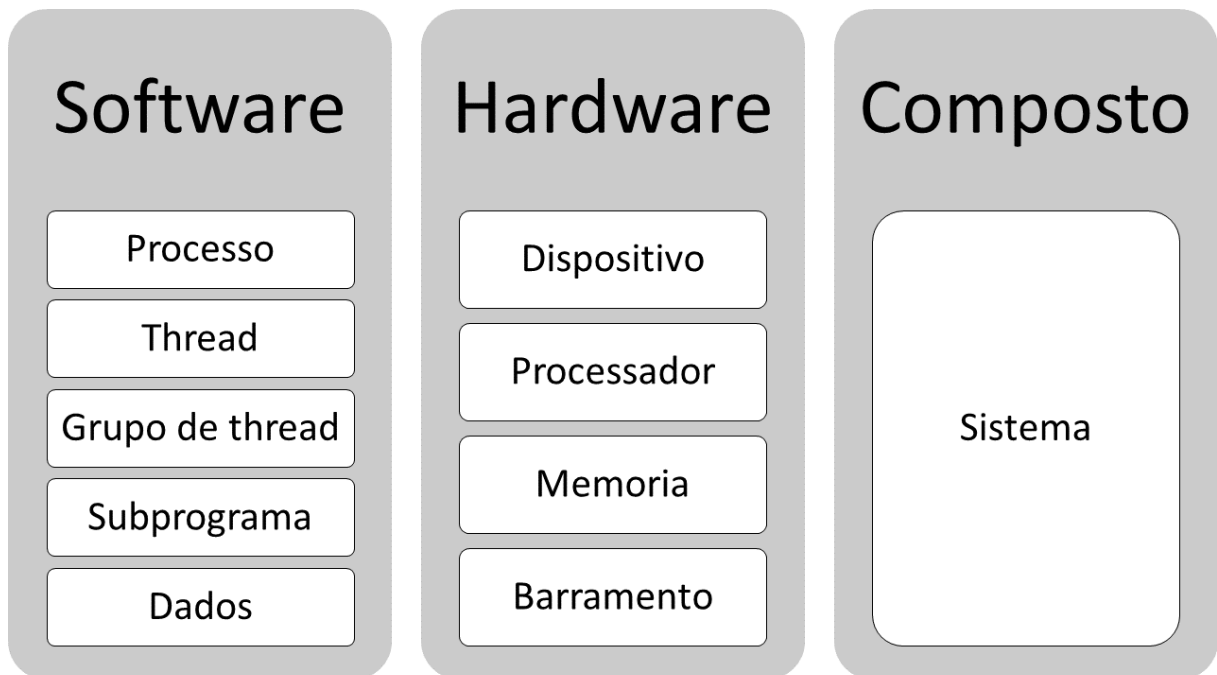 Software
Processo
Thread
Grupo de thread
Subprograma
Dados
Hardware
Dispositivo
Processador
Memoria
Barramento
Composto
Sistema